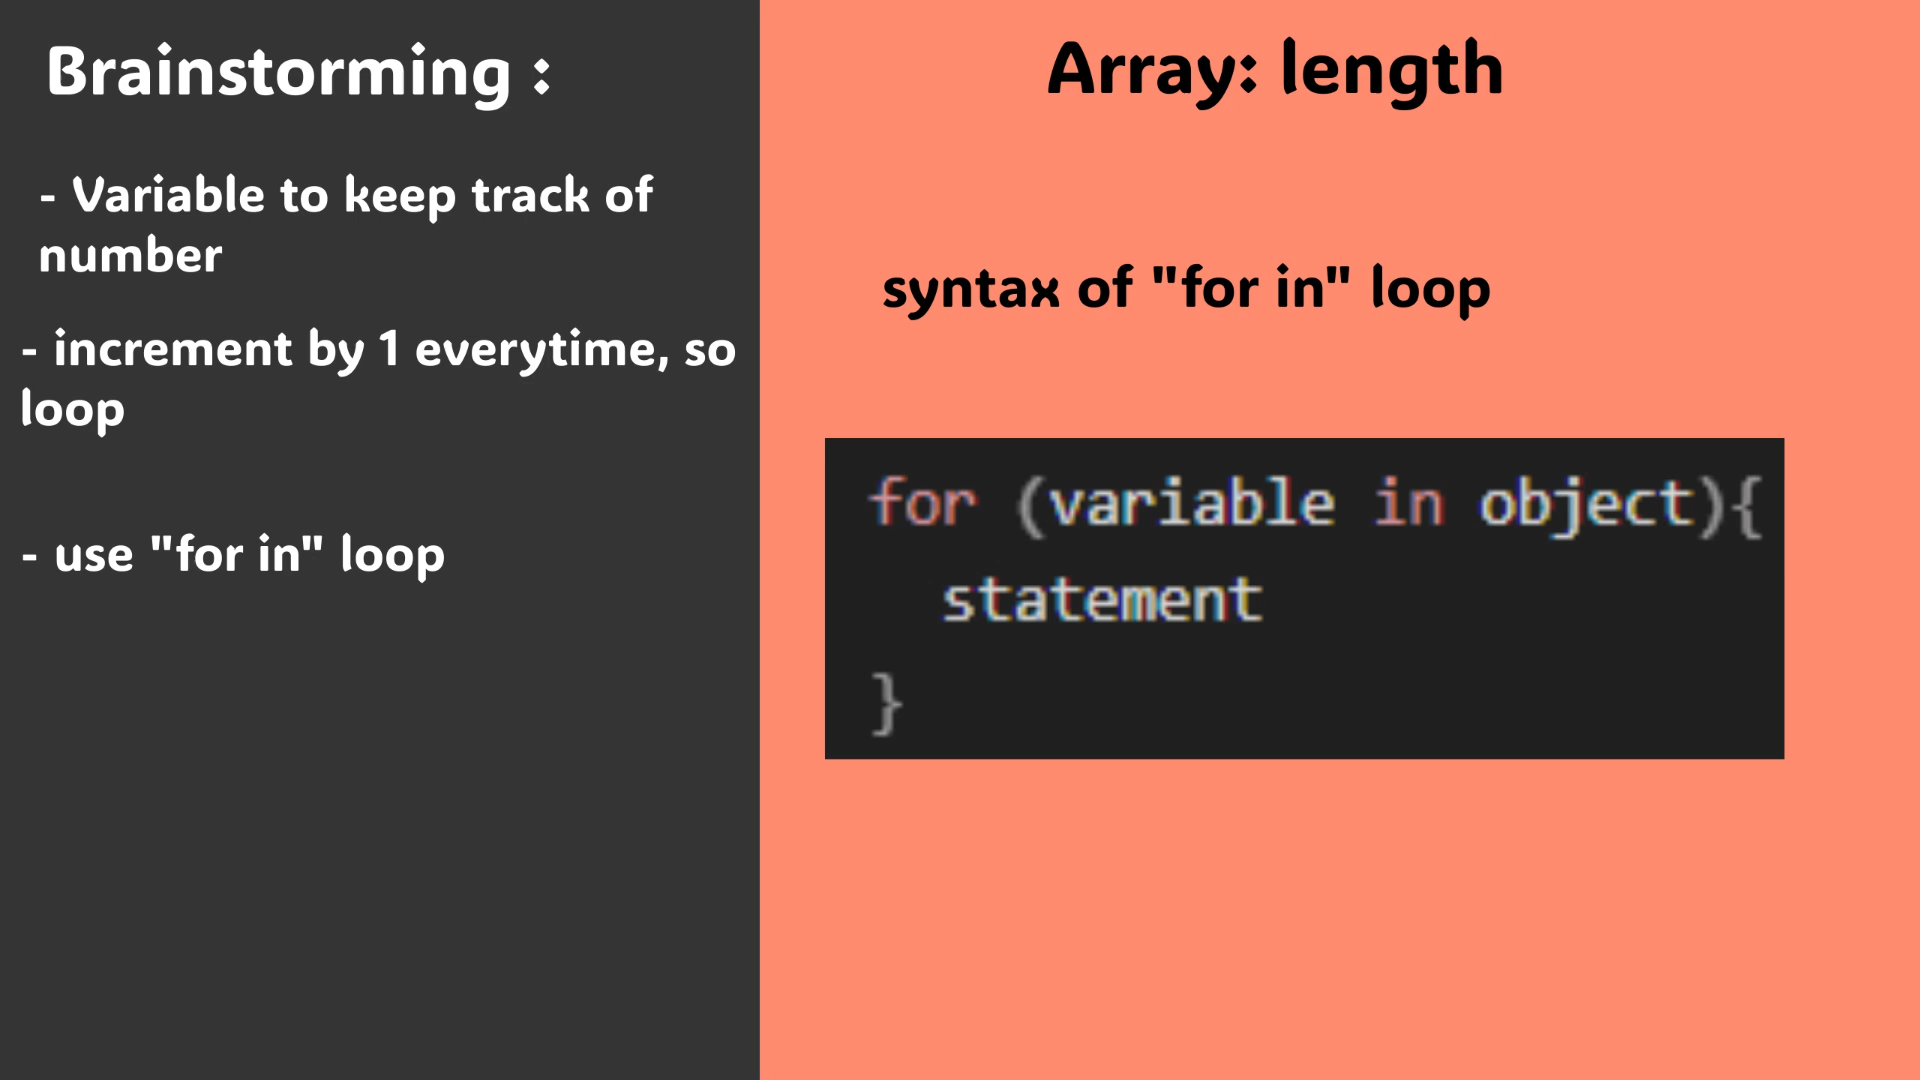 Brainstorming :
- Variable to keep track of
number
- increment by 1 everytime, so
loop
- use "for in" loop
Array: length
syntax of "for in" loop
for (variable in object){
statement
}